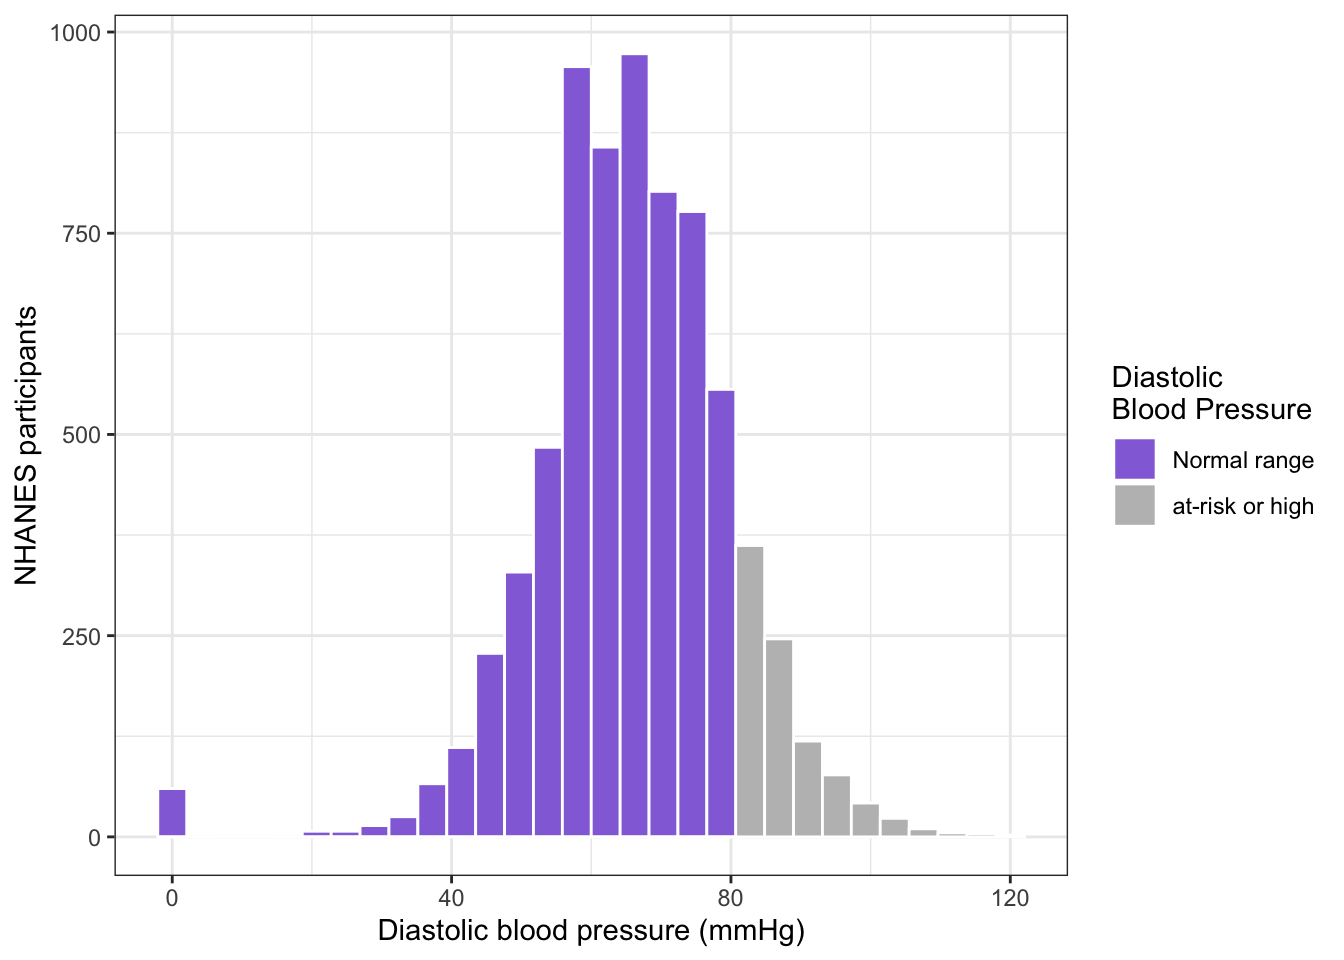 1000
750
500
250
0
0
40
80
120
NHANES participants
Diastolic blood pressure (mmHg)
Diastolic
Blood Pressure
Normal range
at-risk or high